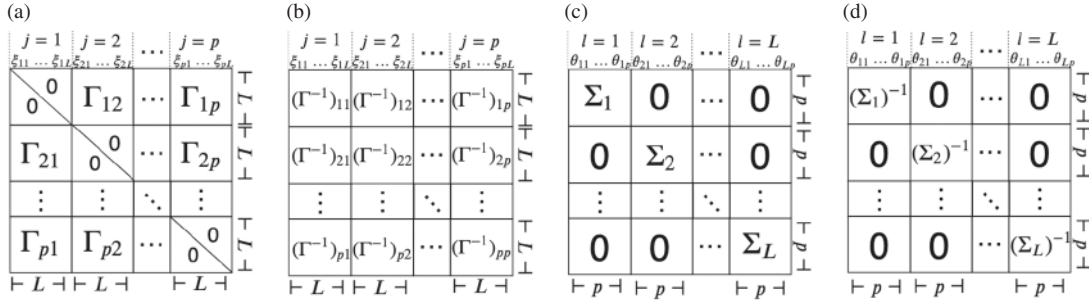 (a) (b) (c) (d)
j = 1 j = 2 ⋯ j = p
ξ11 … ξ1L ξ21 … ξ2L ξp1 … ξpL
0 0 Γ12 ⋯ Γ1p ⊢ L ⊣
Γ21 0 0 ⋯ Γ2p ⊢ L ⊣
⋮ ⋮ ⋱ ⋮
Γp1 Γp2 ⋯ 0 0 ⊢ L ⊣
⊢ L ⊣ ⊢ L ⊣ ⊢ L ⊣
j = 1 j = 2 ⋯ j = p
ξ11 … ξ1L ξ21 … ξ2L ξp1 … ξpL
(Γ⁻¹)11 (Γ⁻¹)12 ⋯ (Γ⁻¹)1p ⊢ L ⊣
(Γ⁻¹)21 (Γ⁻¹)22 ⋯ (Γ⁻¹)2p ⊢ L ⊣
⋮ ⋮ ⋱ ⋮
(Γ⁻¹)p1 (Γ⁻¹)p2 ⋯ (Γ⁻¹)pp ⊢ L ⊣
⊢ L ⊣ ⊢ L ⊣ ⊢ L ⊣
l = 1 l = 2 ⋯ l = L
θ11 … θ1p θ21 … θ2p θL1 … θLp
Σ1 0 ⋯ 0 ⊢ p ⊣
0 Σ2 ⋯ 0 ⊢ p ⊣
⋮ ⋮ ⋱ ⋮
0 0 ⋯ ΣL ⊢ p ⊣
⊢ p ⊣ ⊢ p ⊣ ⊢ p ⊣
l = 1 l = 2 ⋯ l = L
θ11 … θ1p θ21 … θ2p θL1 … θLp
(Σ1)⁻¹ 0 ⋯ 0 ⊢ p ⊣
0 (Σ2)⁻¹ ⋯ 0 ⊢ p ⊣
⋮ ⋮ ⋱ ⋮
0 0 ⋯ (ΣL)⁻¹ ⊢ p ⊣
⊢ p ⊣ ⊢ p ⊣ ⊢ p ⊣